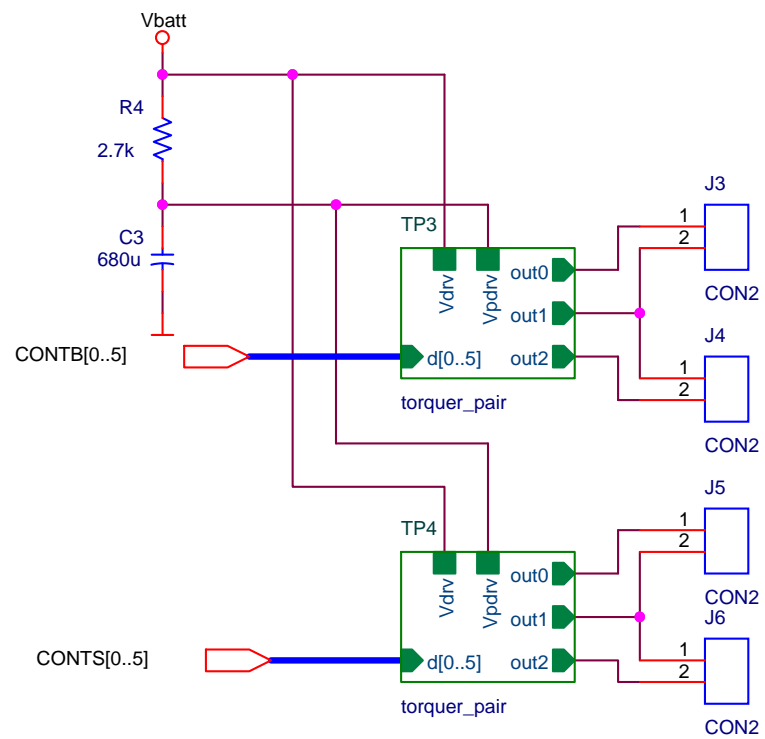 Vbatt
R4
2.7k
C3
680u
CONTB[0..5]
TP3
Vdrv
Vpdrv
out0
out1
out2
d[0..5]
torquer_pair
J3
1
2
CON2
J4
1
2
CON2
CONTS[0..5]
TP4
Vdrv
Vpdrv
out0
out1
out2
d[0..5]
torquer_pair
J5
1
2
CON2
J6
1
2
CON2